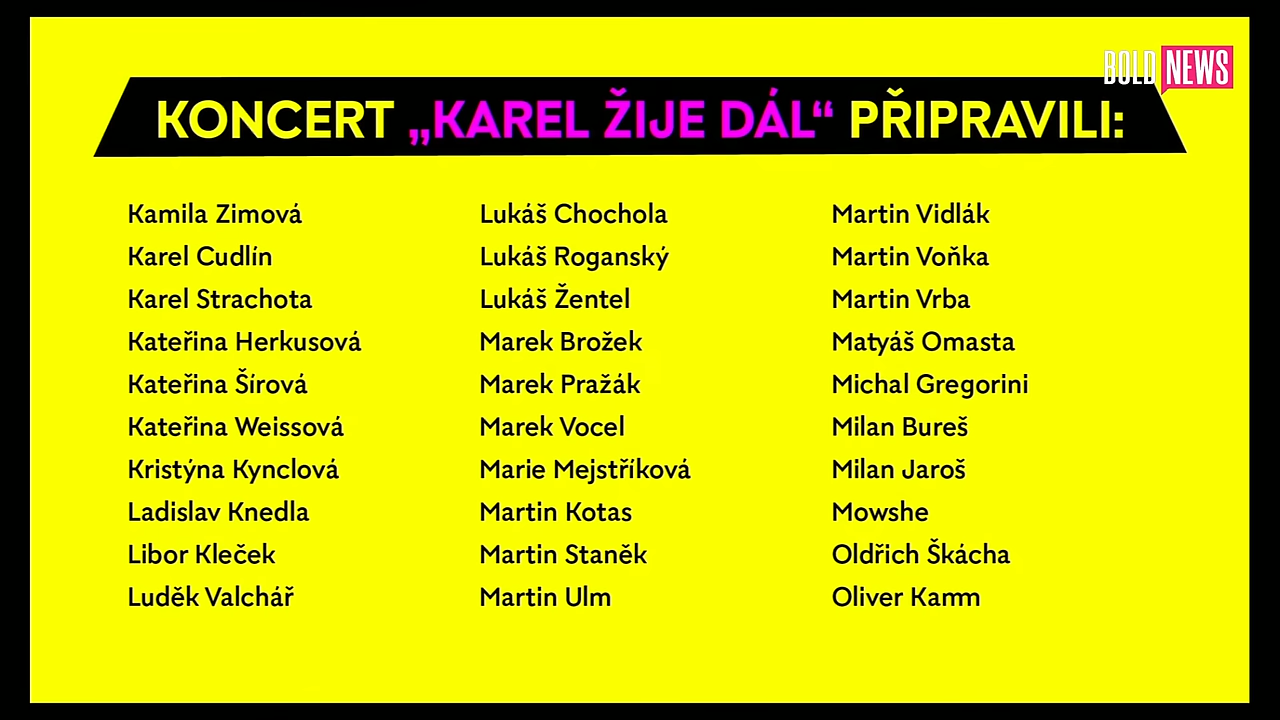 BOLD NEWS
KONCERT „KAREL ŽIJE DÁL“ PŘIPRAVILI:
Kamila Zimová
Karel Cudlín
Karel Strachota
Kateřina Herkusová
Kateřina Šírová
Kateřina Weissová
Kristýna Kynclová
Ladislav Knedla
Libor Kleček
Luděk Valchář
Lukáš Chochola
Lukáš Roganský
Lukáš Žentel
Marek Brožek
Marek Pražák
Marek Vocel
Marie Mejstříková
Martin Kotas
Martin Staněk
Martin Ulm
Martin Vidlák
Martin Voňka
Martin Vrba
Matyáš Omasta
Michal Gregorini
Milan Bureš
Milan Jaroš
Mowshe
Oldřich Škácha
Oliver Kamm